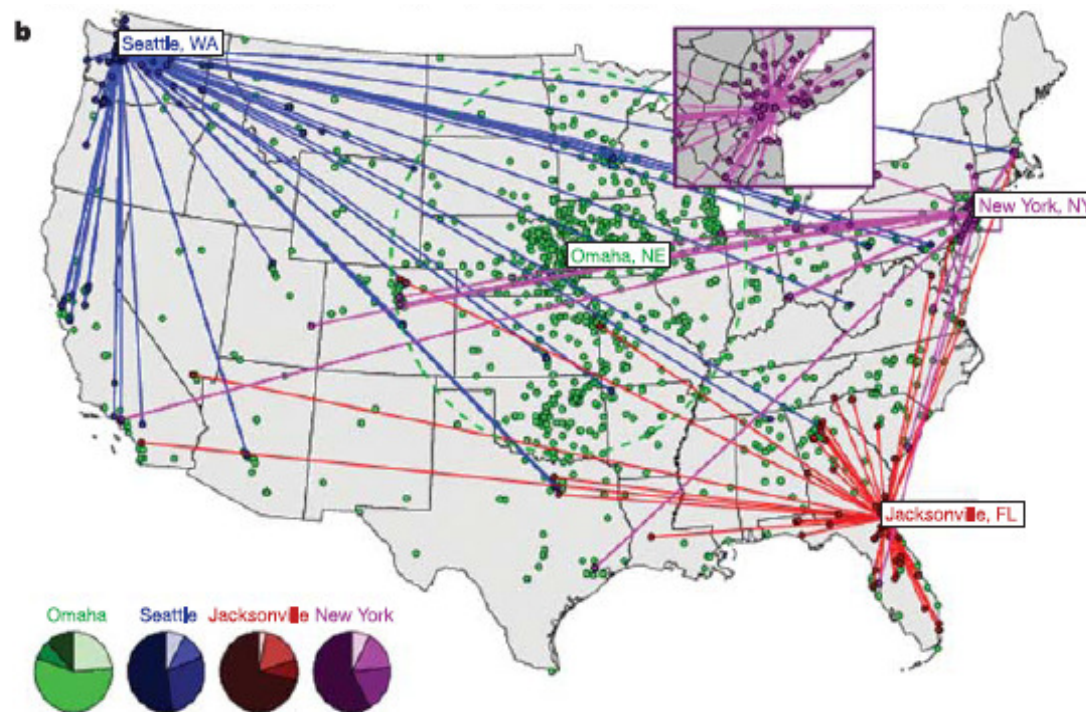 b
Seattle, WA
New York, NY
Omaha, NE
Jacksonville, FL
Omaha Seattle Jacksonville New York